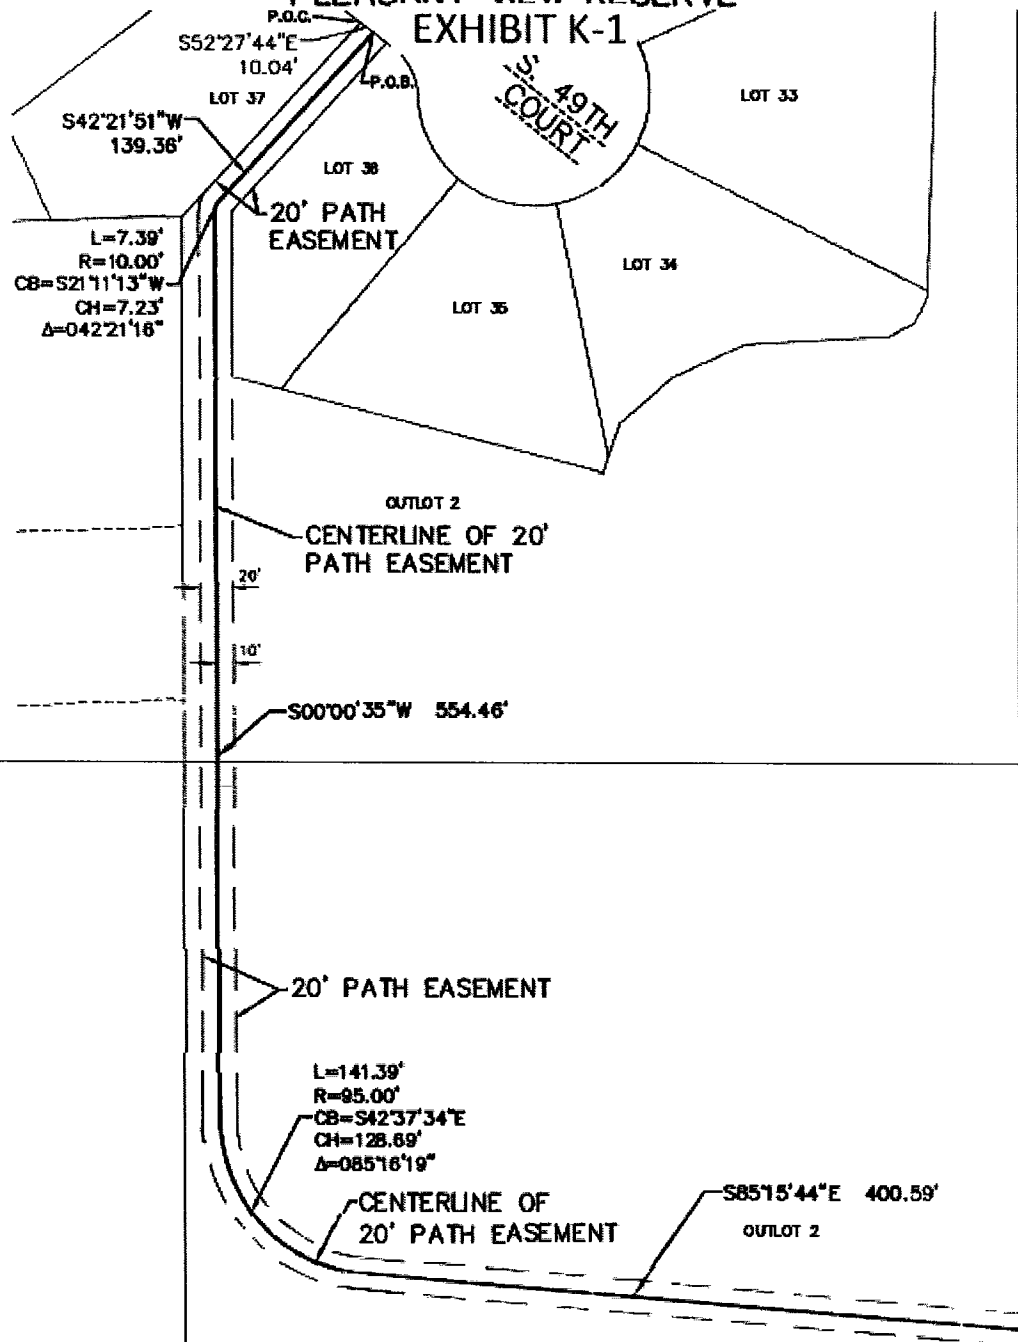 PLEASANT VIEW RESERVE
EXHIBIT K-1
P.O.C.
S52°27'44"E
10.04'
P.O.B.
LOT 37
S. 49TH
COURT
LOT 33
S42°21'51"W
139.36'
LOT 36
20' PATH
EASEMENT
L=7.39'
R=10.00'
CB=S21°11'13"W
CH=7.23'
Δ=042°21'16"
LOT 34
LOT 35
OUTLOT 2
CENTERLINE OF 20'
PATH EASEMENT
20'
10'
S00°00'35"W 554.46'
20' PATH EASEMENT
L=141.39'
R=95.00'
CB=S42°37'34"E
CH=128.69'
Δ=085°16'19"
CENTERLINE OF
20' PATH EASEMENT
S85°15'44"E 400.59'
OUTLOT 2